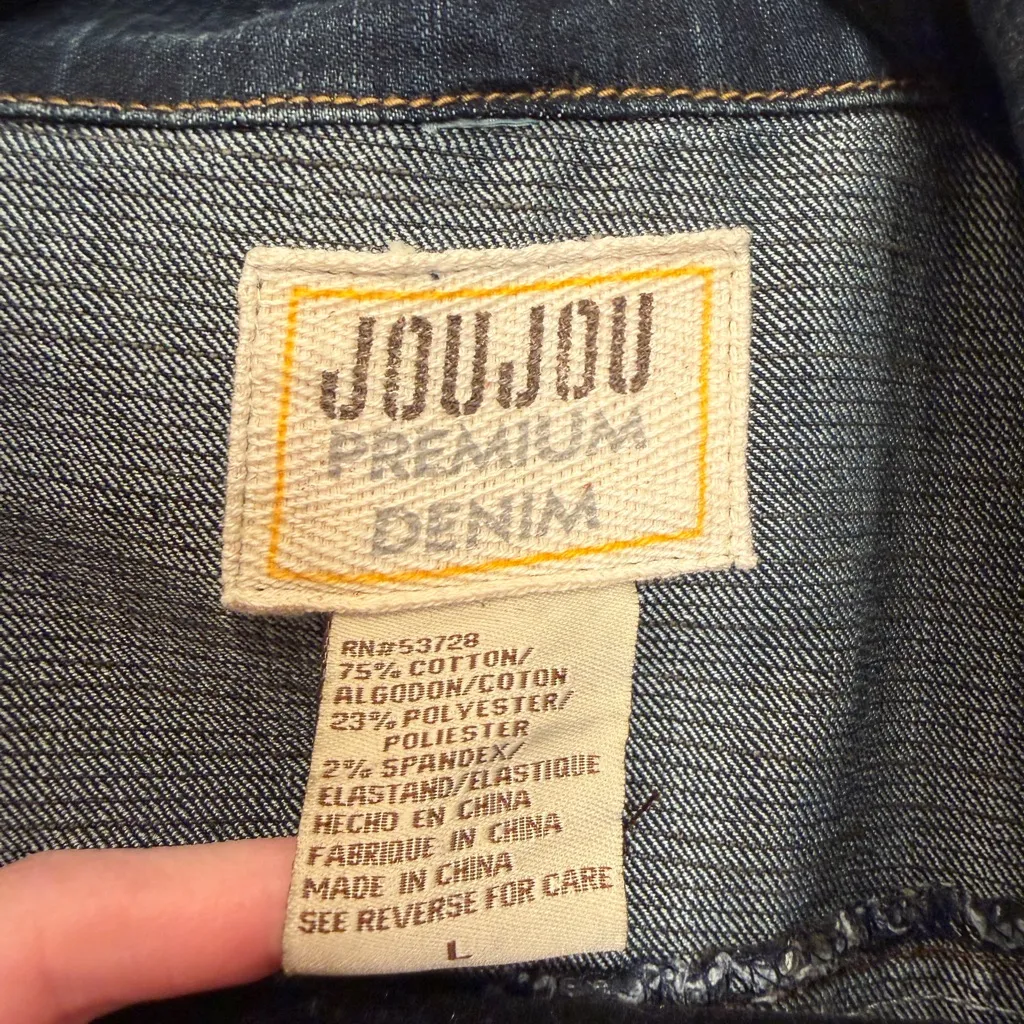 JOUJOU
PREMIUM
DENIM
RN#53728
75% COTTON/
ALGODON/COTON
23% POLYESTER/
POLIESTER
2% SPANDEX/
ELASTAND/ELASTIQUE
HECHO EN CHINA
FABRIQUE IN CHINA
MADE IN CHINA
SEE REVERSE FOR CARE
L